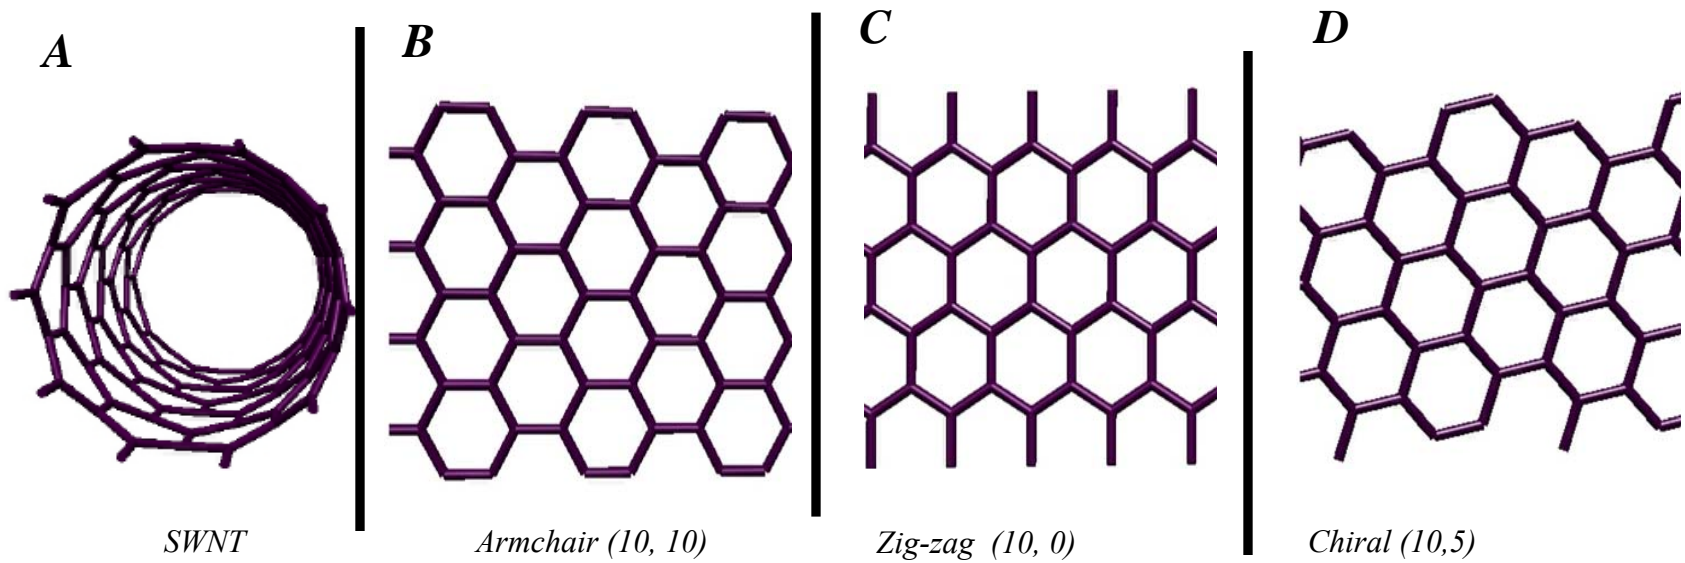 A
B
C
D
SWNT
Armchair (10, 10)
Zig-zag (10, 0)
Chiral (10,5)